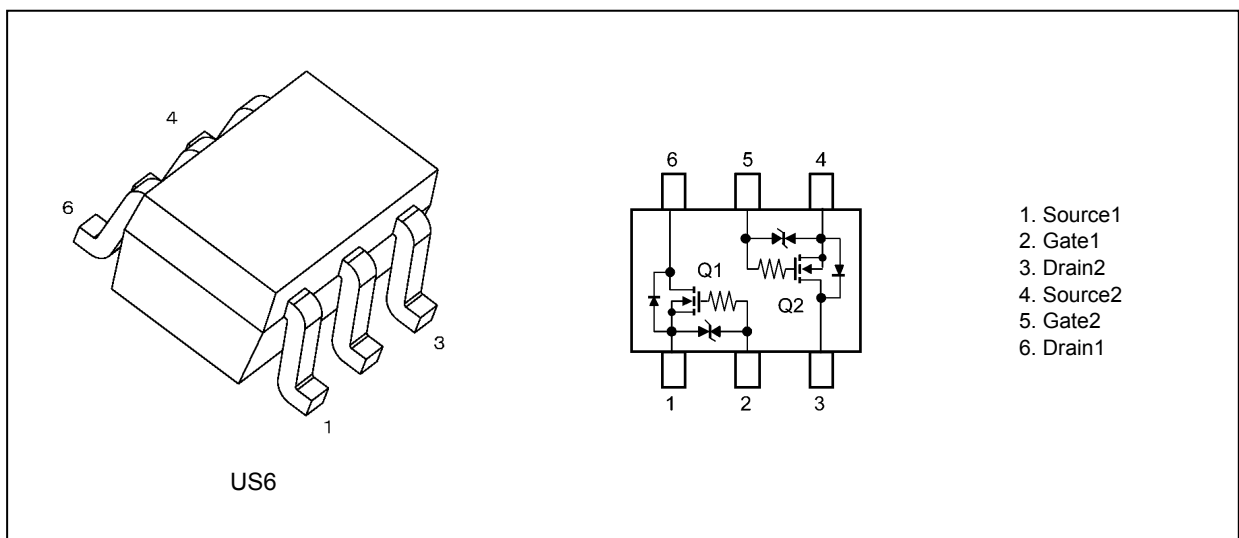 4
6
3
1
US6
6 5 4
Q1
Q2
1 2 3
1. Source1
2. Gate1
3. Drain2
4. Source2
5. Gate2
6. Drain1